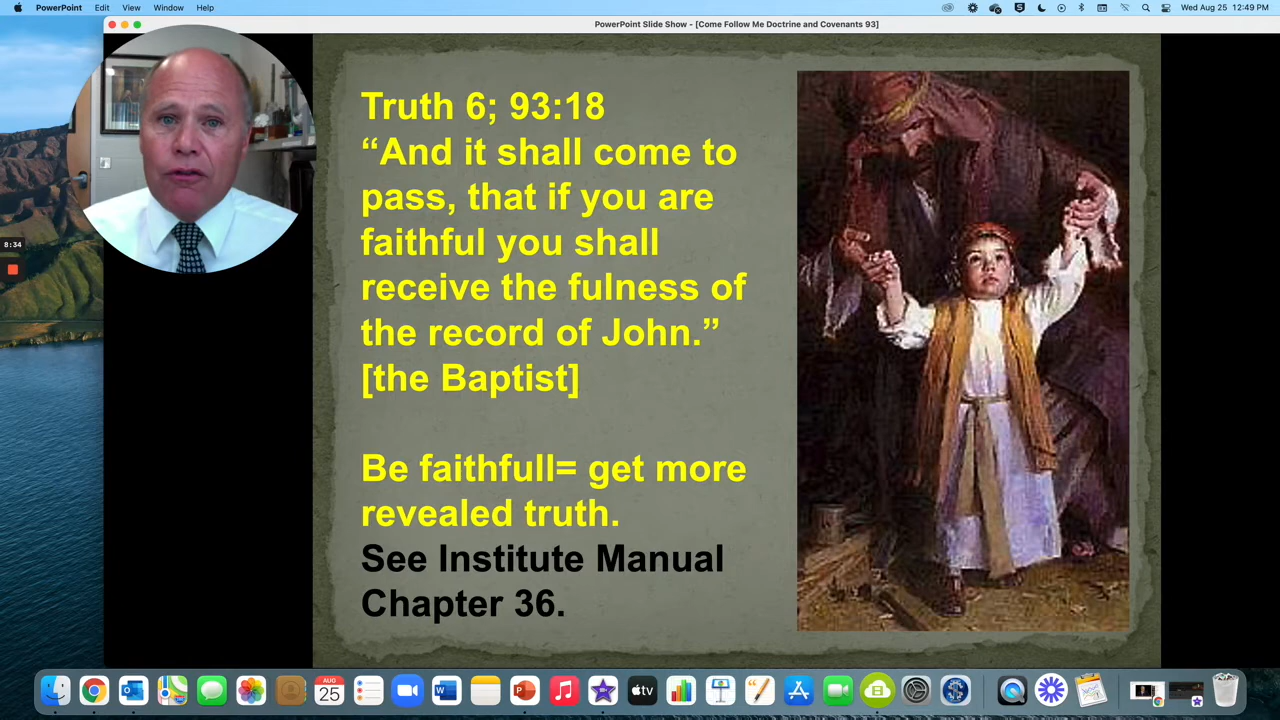 PowerPoint Edit View Window Help
Wed Aug 25 12:49 PM
PowerPoint Slide Show - [Come Follow Me Doctrine and Covenants 93]
8:34
Truth 6; 93:18
“And it shall come to
pass, that if you are
faithful you shall
receive the fulness of
the record of John.”
[the Baptist]
Be faithfull= get more
revealed truth.
See Institute Manual
Chapter 36.
AUG
25
tv